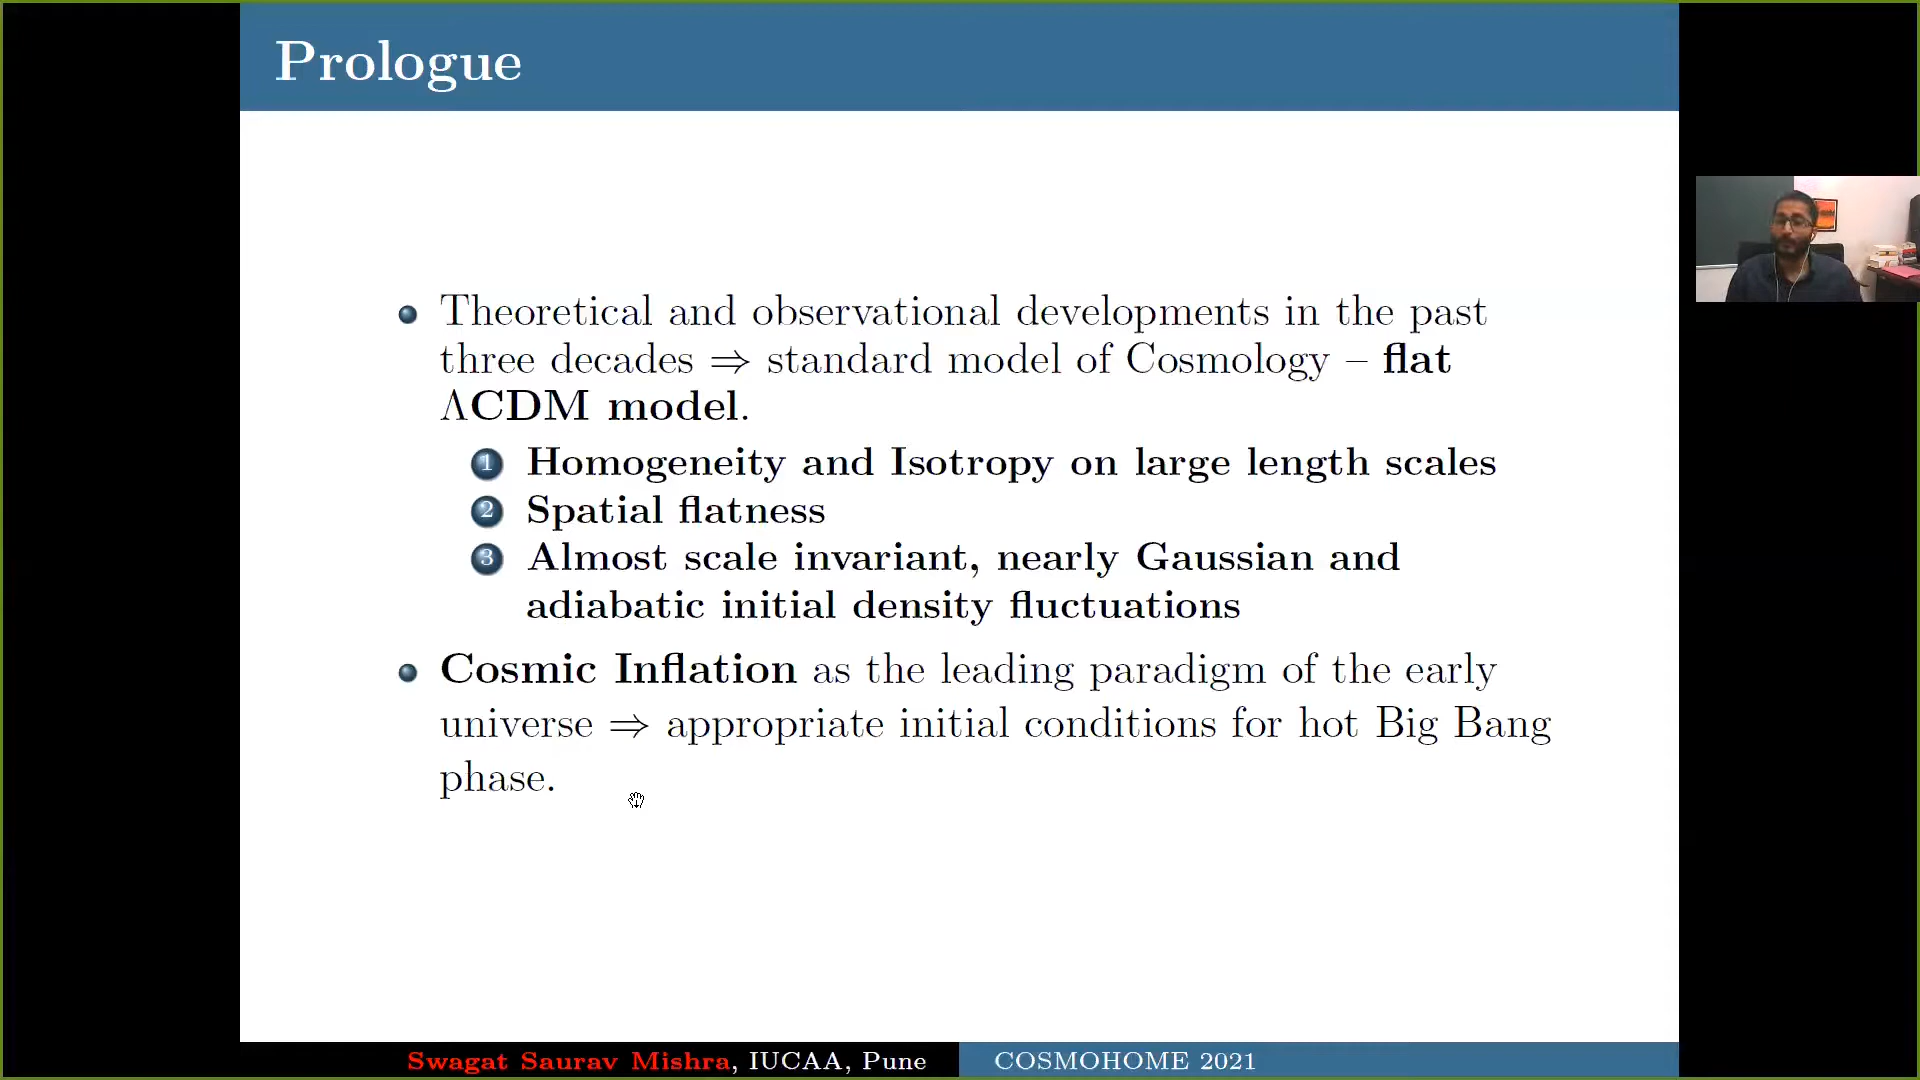 Prologue
Theoretical and observational developments in the past
three decades ⇒ standard model of Cosmology – flat
ΛCDM model.
1 Homogeneity and Isotropy on large length scales
2 Spatial flatness
3 Almost scale invariant, nearly Gaussian and
adiabatic initial density fluctuations
Cosmic Inflation as the leading paradigm of the early
universe ⇒ appropriate initial conditions for hot Big Bang
phase.
Swagat Saurav Mishra, IUCAA, Pune
COSMOHOME 2021